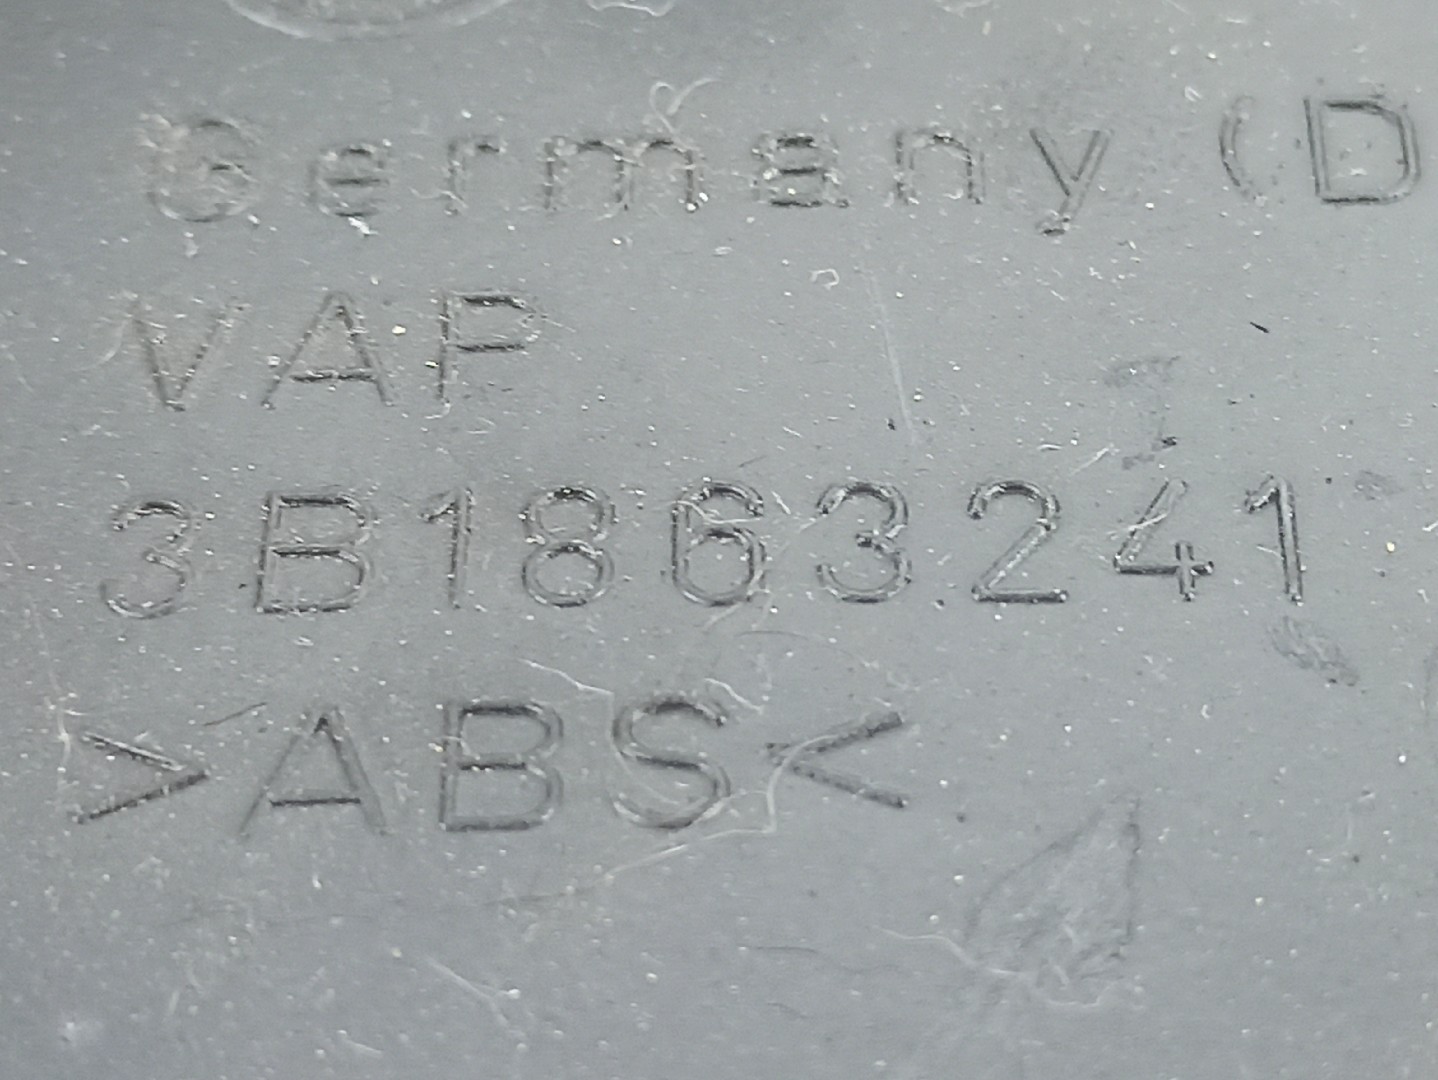 Germany (D
VAP
3B1863241
>ABS<